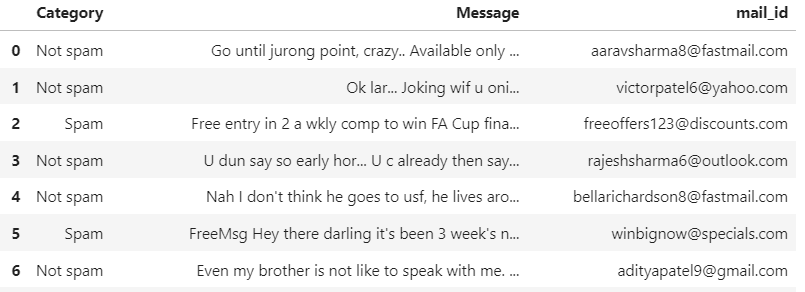 Category Message mail_id
0 Not spam Go until jurong point, crazy.. Available only ... aaravsharma8@fastmail.com
1 Not spam Ok lar... Joking wif u oni... victorpatel6@yahoo.com
2 Spam Free entry in 2 a wkly comp to win FA Cup fina... freeoffers123@discounts.com
3 Not spam U dun say so early hor... U c already then say... rajeshsharma6@outlook.com
4 Not spam Nah I don't think he goes to usf, he lives aro... bellarichardson8@fastmail.com
5 Spam FreeMsg Hey there darling it's been 3 week's n... winbignow@specials.com
6 Not spam Even my brother is not like to speak with me. ... adityapatel9@gmail.com